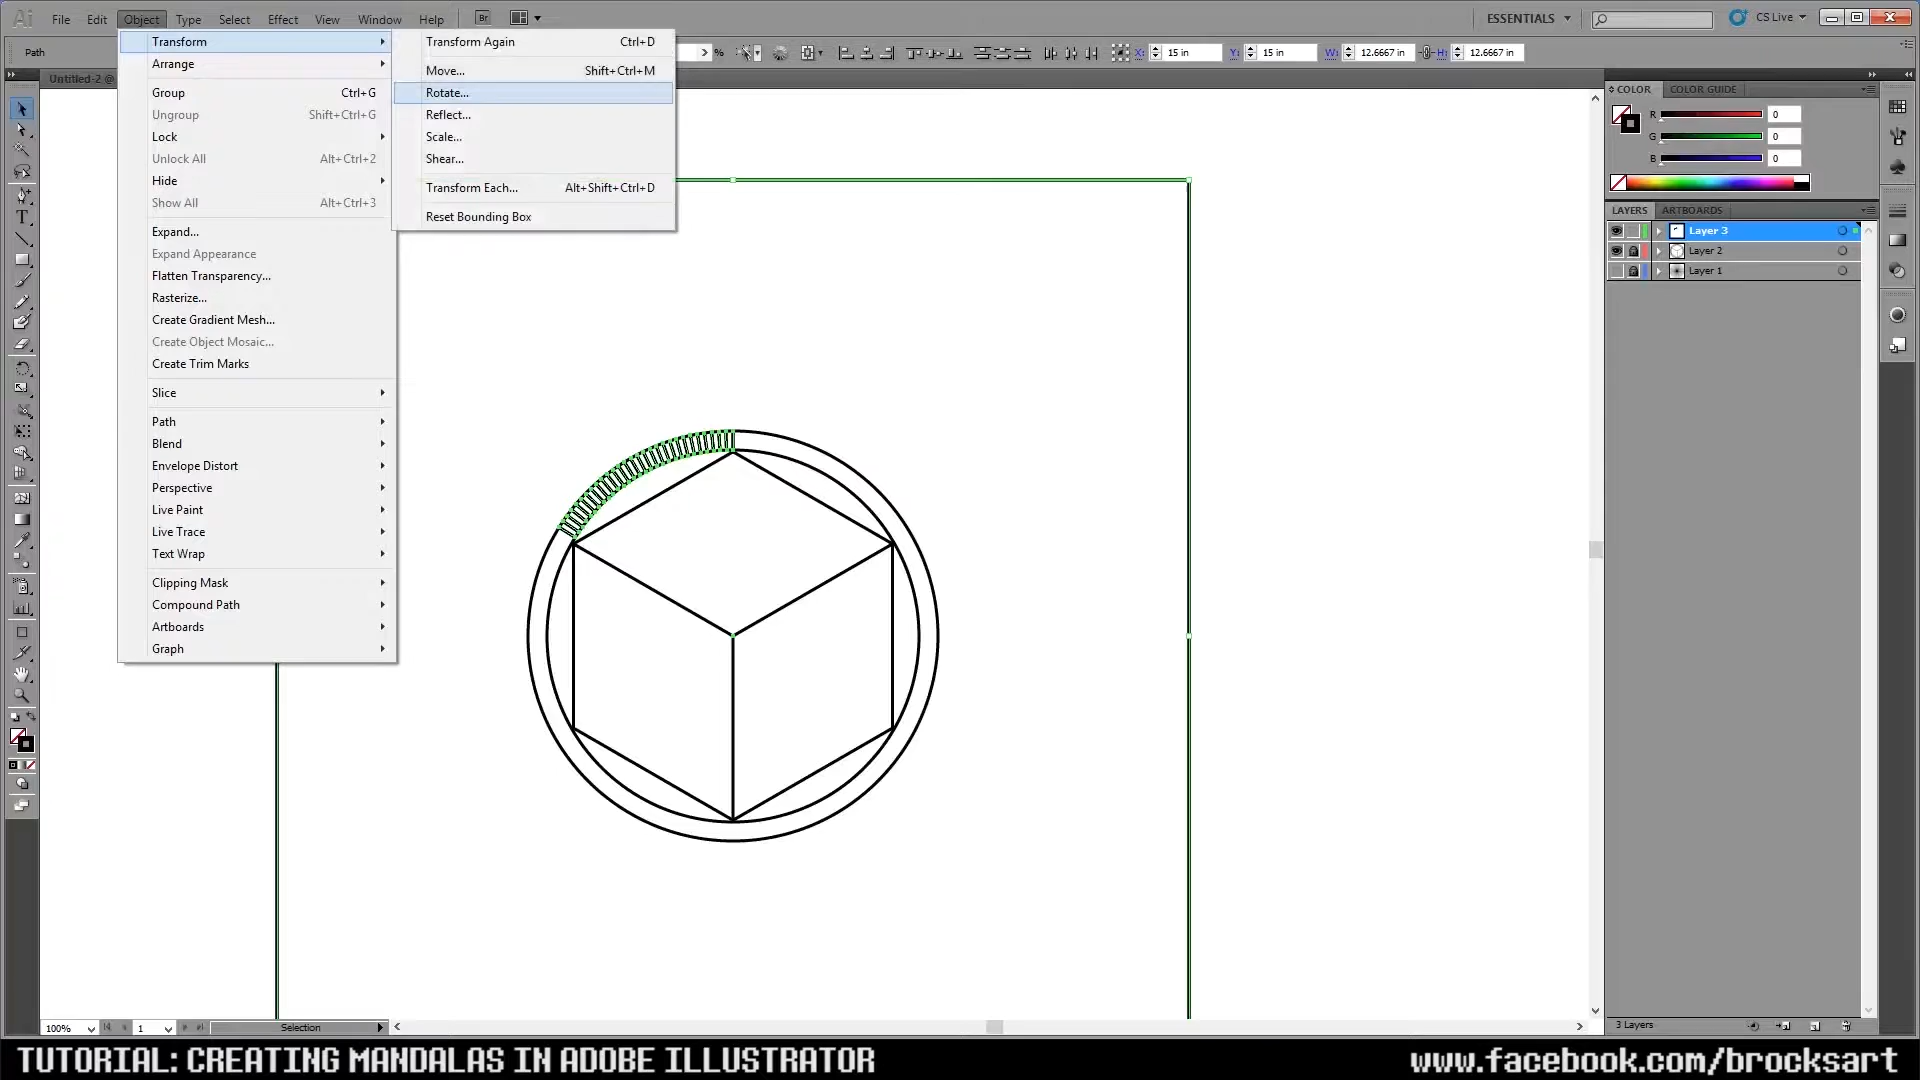 Ai File Edit Object Type Select Effect View Window Help Br ESSENTIALS CS Live
Path % X: 15 in Y: 15 in W: 12.6667 in H: 12.6667 in
Untitled-2 @
Transform
Arrange
Group Ctrl+G
Ungroup Shift+Ctrl+G
Lock
Unlock All Alt+Ctrl+2
Hide
Show All Alt+Ctrl+3
Expand...
Expand Appearance
Flatten Transparency...
Rasterize...
Create Gradient Mesh...
Create Object Mosaic...
Create Trim Marks
Slice
Path
Blend
Envelope Distort
Perspective
Live Paint
Live Trace
Text Wrap
Clipping Mask
Compound Path
Artboards
Graph
Transform Again Ctrl+D
Move... Shift+Ctrl+M
Rotate...
Reflect...
Scale...
Shear...
Transform Each... Alt+Shift+Ctrl+D
Reset Bounding Box
COLOR COLOR GUIDE
R 0
G 0
B 0
LAYERS ARTBOARDS
Layer 3
Layer 2
Layer 1
3 Layers
100% 1 Selection
TUTORIAL: CREATING MANDALAS IN ADOBE ILLUSTRATOR
www.facebook.com/brocksart